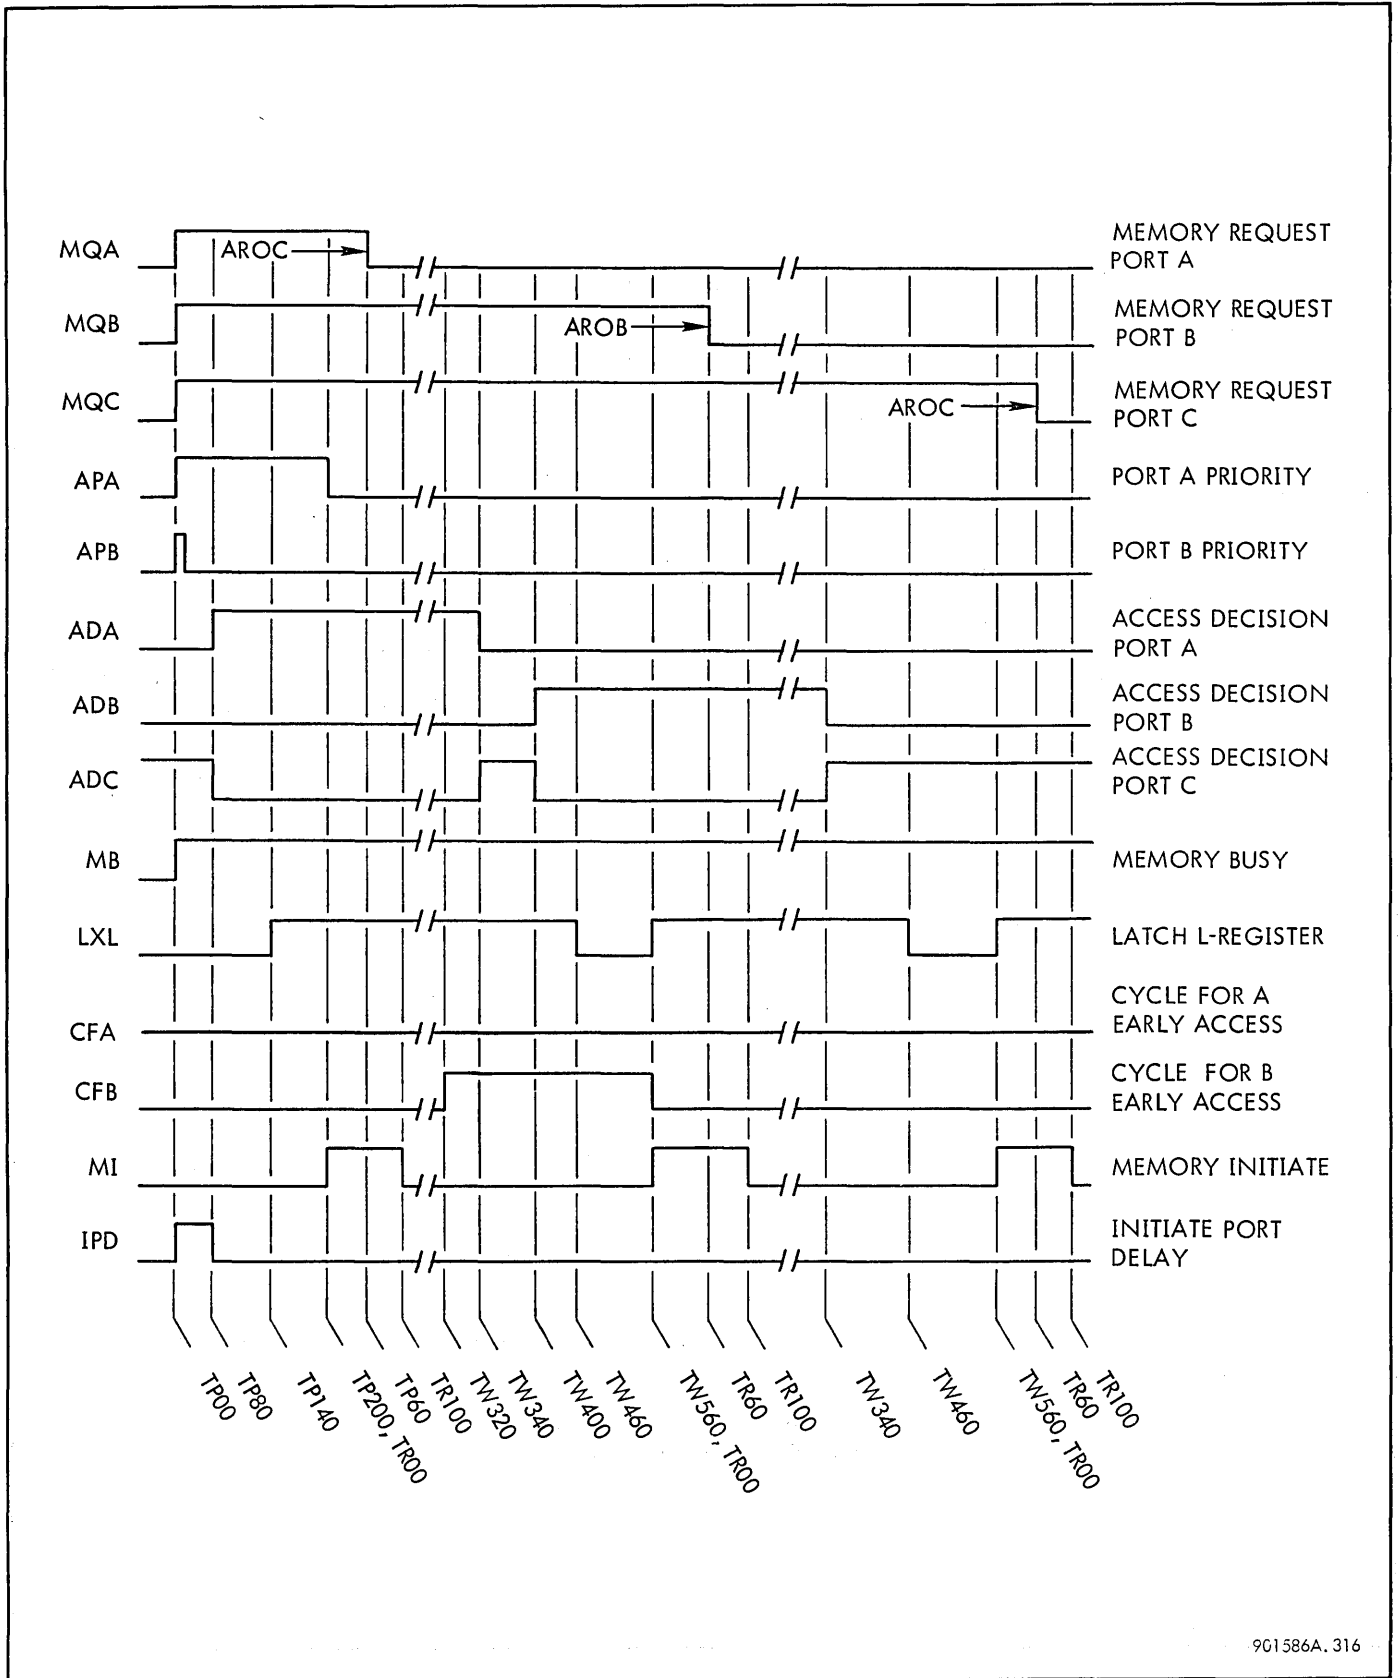 MQA
AROC
MEMORY REQUEST
PORT A
MQB
AROB
MEMORY REQUEST
PORT B
MQC
AROC
MEMORY REQUEST
PORT C
APA
PORT A PRIORITY
APB
PORT B PRIORITY
ADA
ACCESS DECISION
PORT A
ADB
ACCESS DECISION
PORT B
ADC
ACCESS DECISION
PORT C
MB
MEMORY BUSY
LXL
LATCH L-REGISTER
CFA
CYCLE FOR A
EARLY ACCESS
CFB
CYCLE FOR B
EARLY ACCESS
MI
MEMORY INITIATE
IPD
INITIATE PORT
DELAY
TP00
TP80
TP140
TP200, TR00
TP60
TR100
TW320
TW340
TW400
TW460
TW560, TR00
TR60
TR100
TW340
TW460
TW560, TR00
TR60
TR100
901586A.316